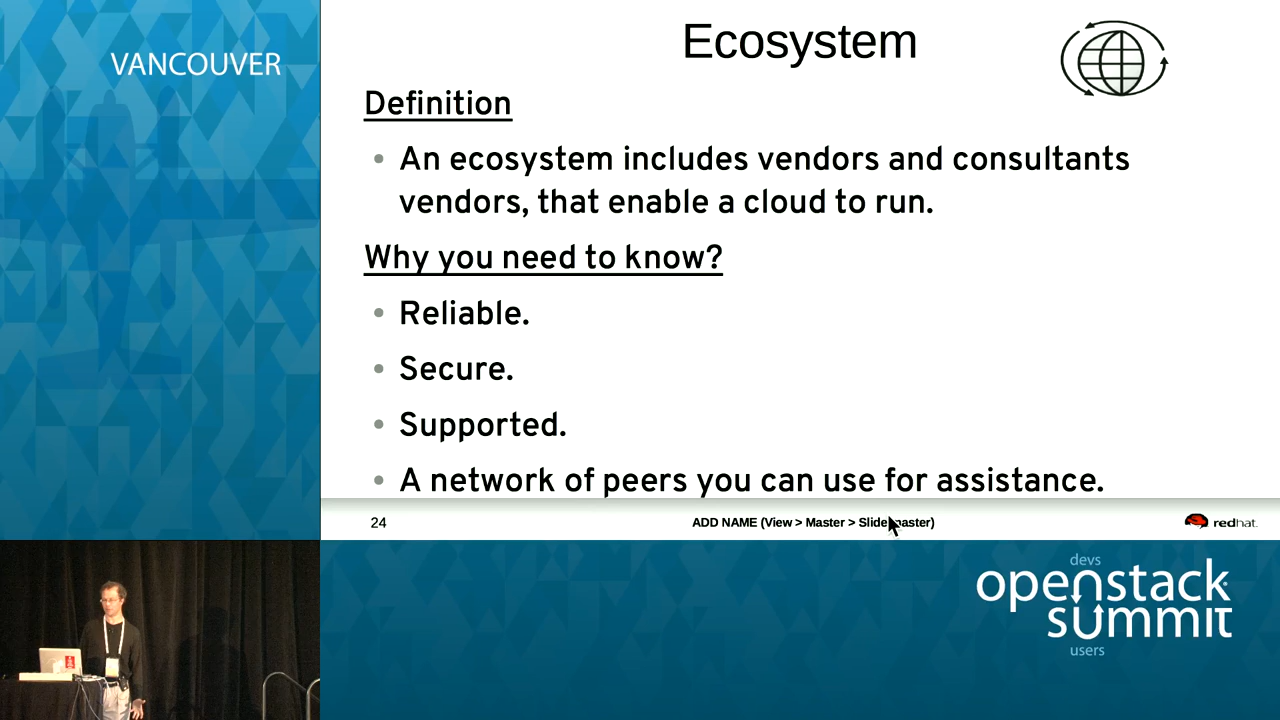 VANCOUVER
Ecosystem
Definition
• An ecosystem includes vendors and consultants
vendors, that enable a cloud to run.
Why you need to know?
• Reliable.
• Secure.
• Supported.
• A network of peers you can use for assistance.
24
ADD NAME (View > Master > Slide master)
redhat.
devs
openstack
summit
users